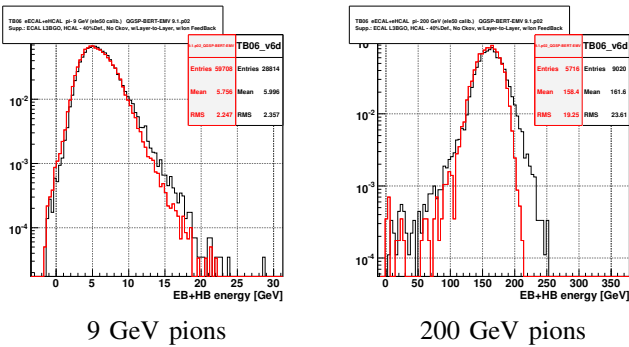 TB06 eECAL+eHCAL pi- 9 GeV (ele50 calib.) QGSP-BERT-EMV 9.1.p02
Supp.: ECAL L3BGO, HCAL - 40%Def., No Ckov, w/Layer-to-Layer, w/Ion FeedBack
TB06_v6d
Entries 59708 Entries 28814
Mean 5.756 Mean 5.996
RMS 2.247 RMS 2.357
10-2
10-3
10-4
0 5 10 15 20 25 30
EB+HB energy [GeV]
9 GeV pions
TB06 eECAL+eHCAL pi- 200 GeV (ele50 calib.) QGSP-BERT-EMV 9.1.p02
Supp.: ECAL L3BGO, HCAL - 40%Def., No Ckov, w/Layer-to-Layer, w/Ion FeedBack
TB06_v6d
Entries 5716 Entries 9020
Mean 158.4 Mean 161.6
RMS 19.25 RMS 23.61
10-2
10-3
10-4
0 50 100 150 200 250 300 350
EB+HB energy [GeV]
200 GeV pions